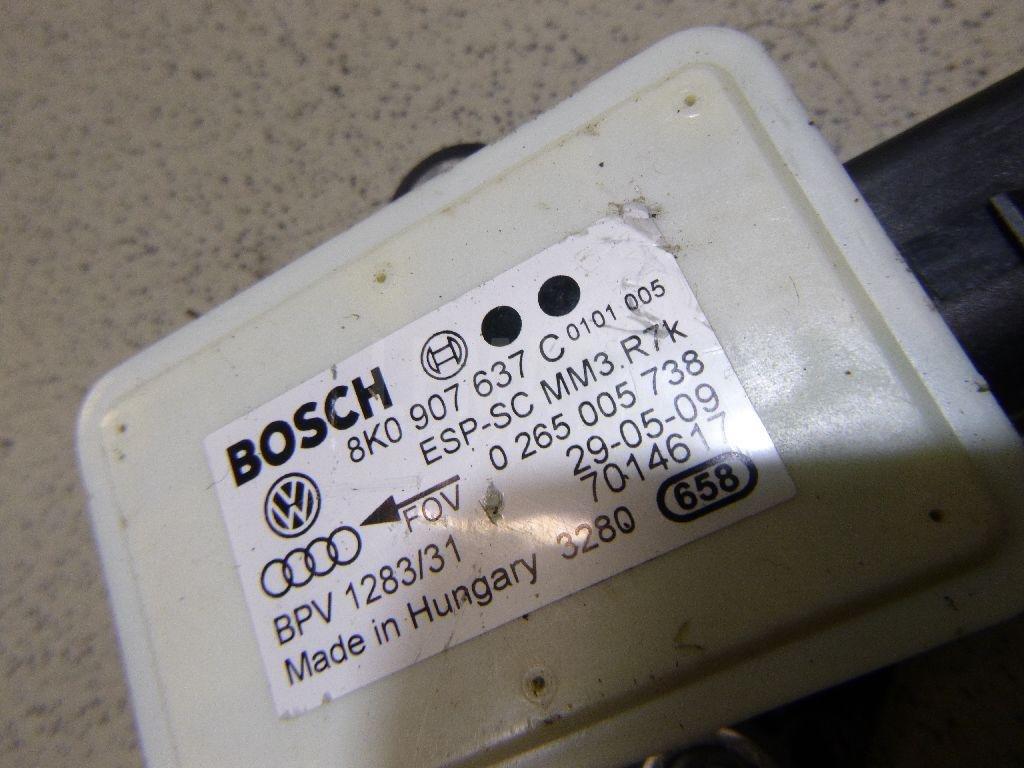 BOSCH
8K0 907 637 C 0101 005
ESP-SC MM3.R7k
0 265 005 738
29-05-09
FOV
7014617
BPV 1283/31
658
Made in Hungary 3280